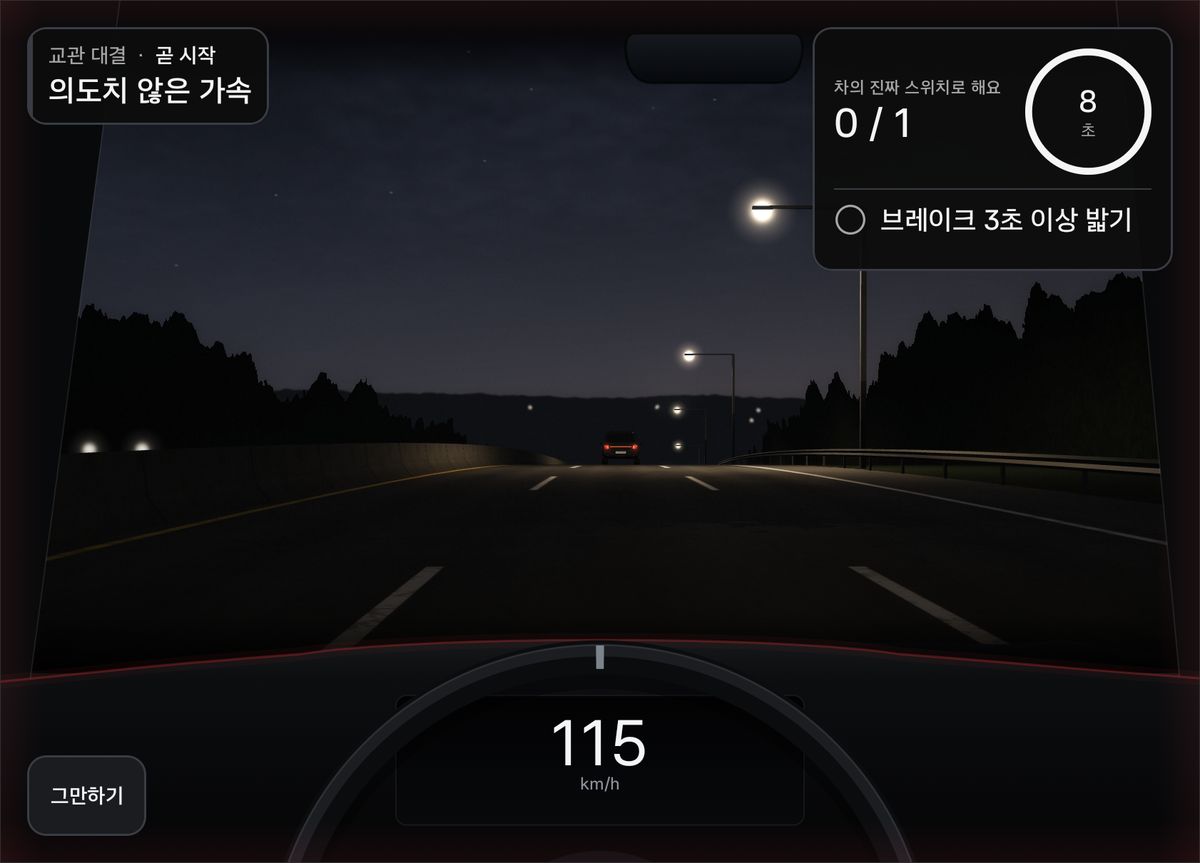 교관 대결 · 곧 시작
의도치 않은 가속
차의 진짜 스위치로 해요
0 / 1
8
초
브레이크 3초 이상 밟기
115
km/h
그만하기